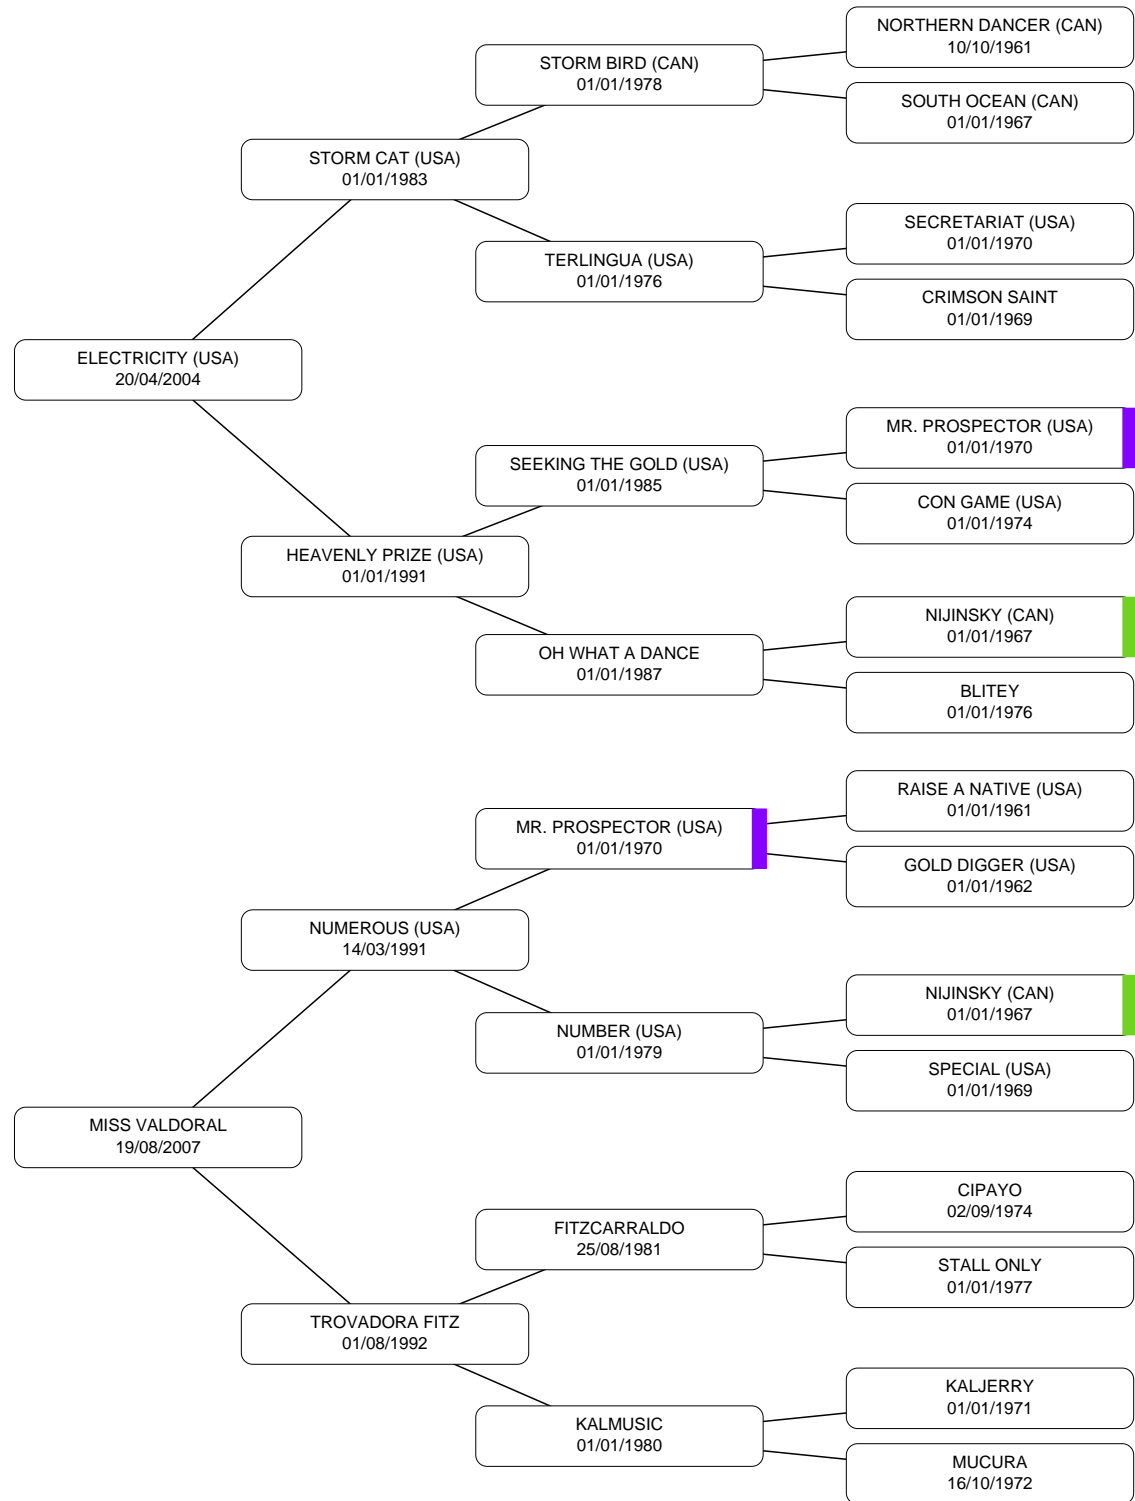 NORTHERN DANCER (CAN)
10/10/1961
STORM BIRD (CAN)
01/01/1978
SOUTH OCEAN (CAN)
01/01/1967
STORM CAT (USA)
01/01/1983
SECRETARIAT (USA)
01/01/1970
TERLINGUA (USA)
01/01/1976
CRIMSON SAINT
01/01/1969
ELECTRICITY (USA)
20/04/2004
MR. PROSPECTOR (USA)
01/01/1970
SEEKING THE GOLD (USA)
01/01/1985
CON GAME (USA)
01/01/1974
HEAVENLY PRIZE (USA)
01/01/1991
NIJINSKY (CAN)
01/01/1967
OH WHAT A DANCE
01/01/1987
BLITEY
01/01/1976
RAISE A NATIVE (USA)
01/01/1961
MR. PROSPECTOR (USA)
01/01/1970
GOLD DIGGER (USA)
01/01/1962
NUMEROUS (USA)
14/03/1991
NIJINSKY (CAN)
01/01/1967
NUMBER (USA)
01/01/1979
SPECIAL (USA)
01/01/1969
MISS VALDORAL
19/08/2007
CIPAYO
02/09/1974
FITZCARRALDO
25/08/1981
STALL ONLY
01/01/1977
TROVADORA FITZ
01/08/1992
KALJERRY
01/01/1971
KALMUSIC
01/01/1980
MUCURA
16/10/1972